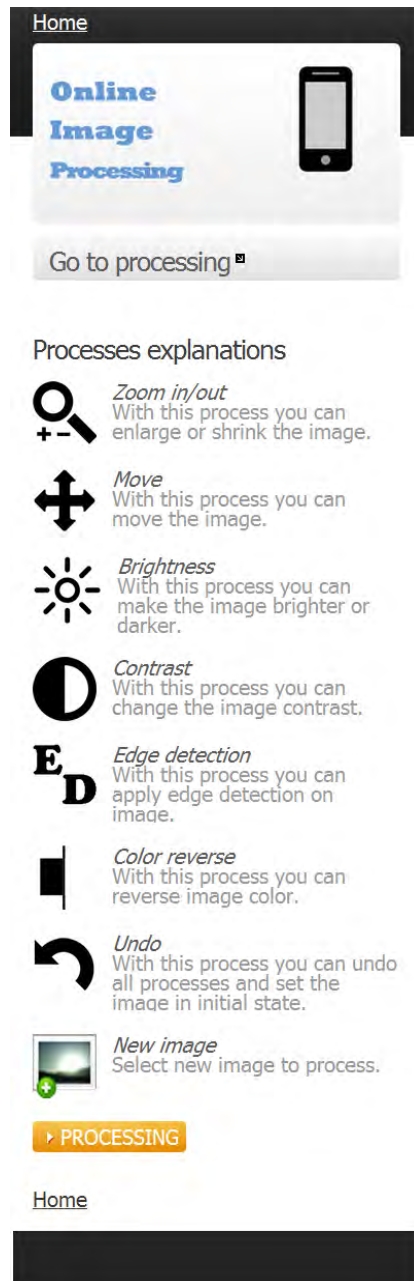 Home
Online
Image
Processing
Go to processing
Processes explanations
Zoom in/out
With this process you can
enlarge or shrink the image.
Move
With this process you can
move the image.
Brightness
With this process you can
make the image brighter or
darker.
Contrast
With this process you can
change the image contrast.
E
D
Edge detection
With this process you can
apply edge detection on
image.
Color reverse
With this process you can
reverse image color.
Undo
With this process you can undo
all processes and set the
image in initial state.
New image
Select new image to process.
PROCESSING
Home